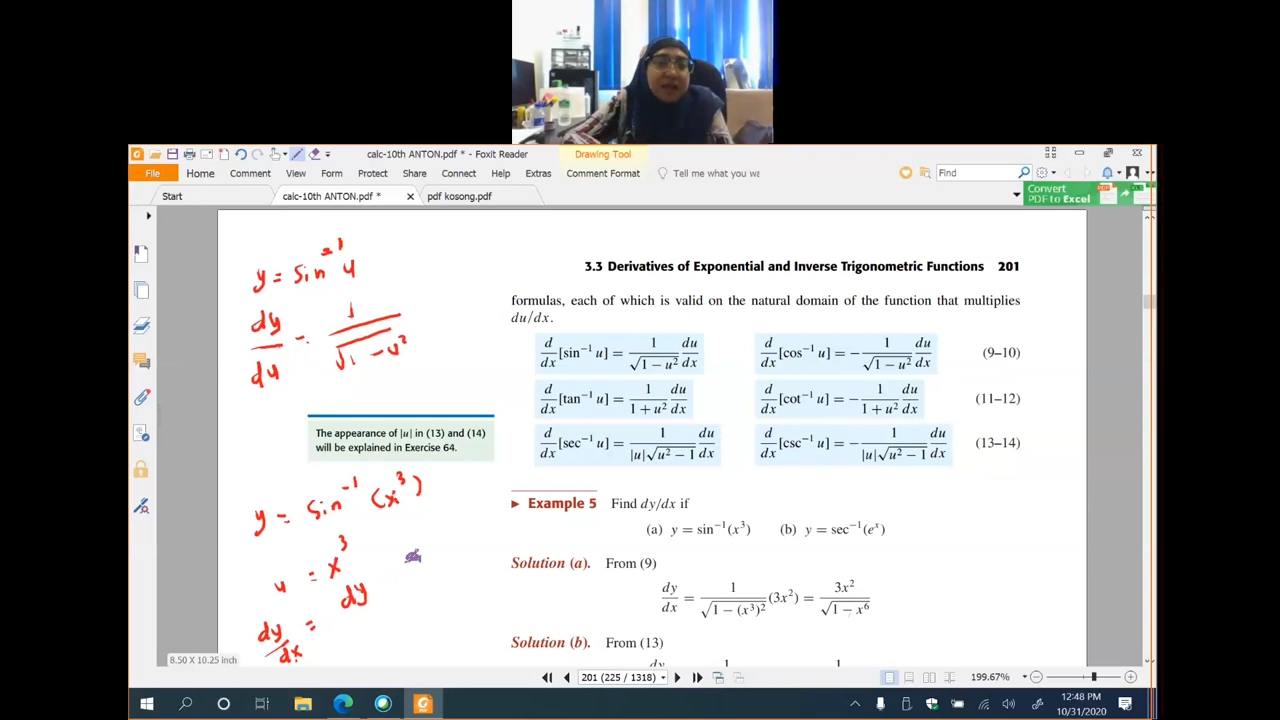 calc-10th ANTON.pdf * - Foxit Reader
Drawing Tool
File Home Comment View Form Protect Share Connect Help Extras Comment Format Tell me what you wa Find
Start calc-10th ANTON.pdf * pdf kosong.pdf
Convert
PDF to Excel
y = sin⁻¹ u
dy/du = 1/√(1 − u²)
3.3 Derivatives of Exponential and Inverse Trigonometric Functions 201
formulas, each of which is valid on the natural domain of the function that multiplies
du/dx.
d/dx[sin⁻¹ u] = 1/√(1 − u²) du/dx d/dx[cos⁻¹ u] = −1/√(1 − u²) du/dx (9–10)
d/dx[tan⁻¹ u] = 1/(1 + u²) du/dx d/dx[cot⁻¹ u] = −1/(1 + u²) du/dx (11–12)
d/dx[sec⁻¹ u] = 1/(|u|√(u² − 1)) du/dx d/dx[csc⁻¹ u] = −1/(|u|√(u² − 1)) du/dx (13–14)
The appearance of |u| in (13) and (14)
will be explained in Exercise 64.
y = sin⁻¹ (x³)
u = x³
dy
dy/dx =
Example 5 Find dy/dx if
(a) y = sin⁻¹(x³) (b) y = sec⁻¹(eˣ)
Solution (a). From (9)
dy/dx = 1/√(1 − (x³)²) (3x²) = 3x²/√(1 − x⁶)
Solution (b). From (13)
dy 1 1
8.50 X 10.25 inch
201 (225 / 1318) 199.67%
12:48 PM
10/31/2020